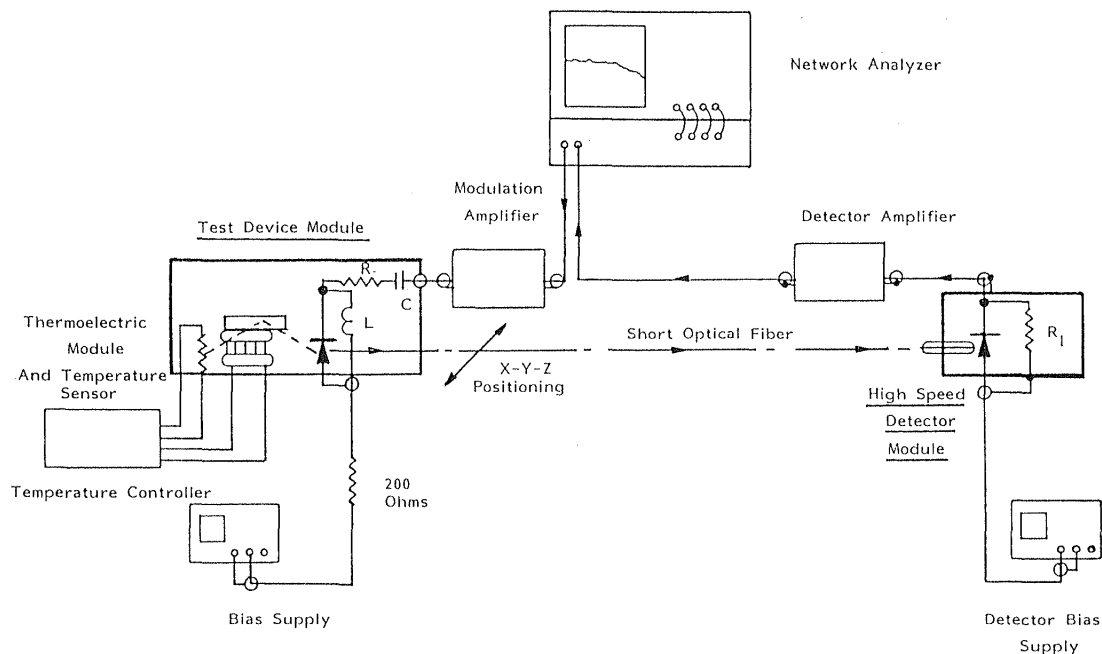 Network Analyzer
Modulation
Amplifier
Detector Amplifier
Test Device Module
R
C
L
Thermoelectric
Module
And Temperature
Sensor
Short Optical Fiber
X-Y-Z
Positioning
R1
High Speed
Detector
Module
Temperature Controller
200
Ohms
Bias Supply
Detector Bias
Supply